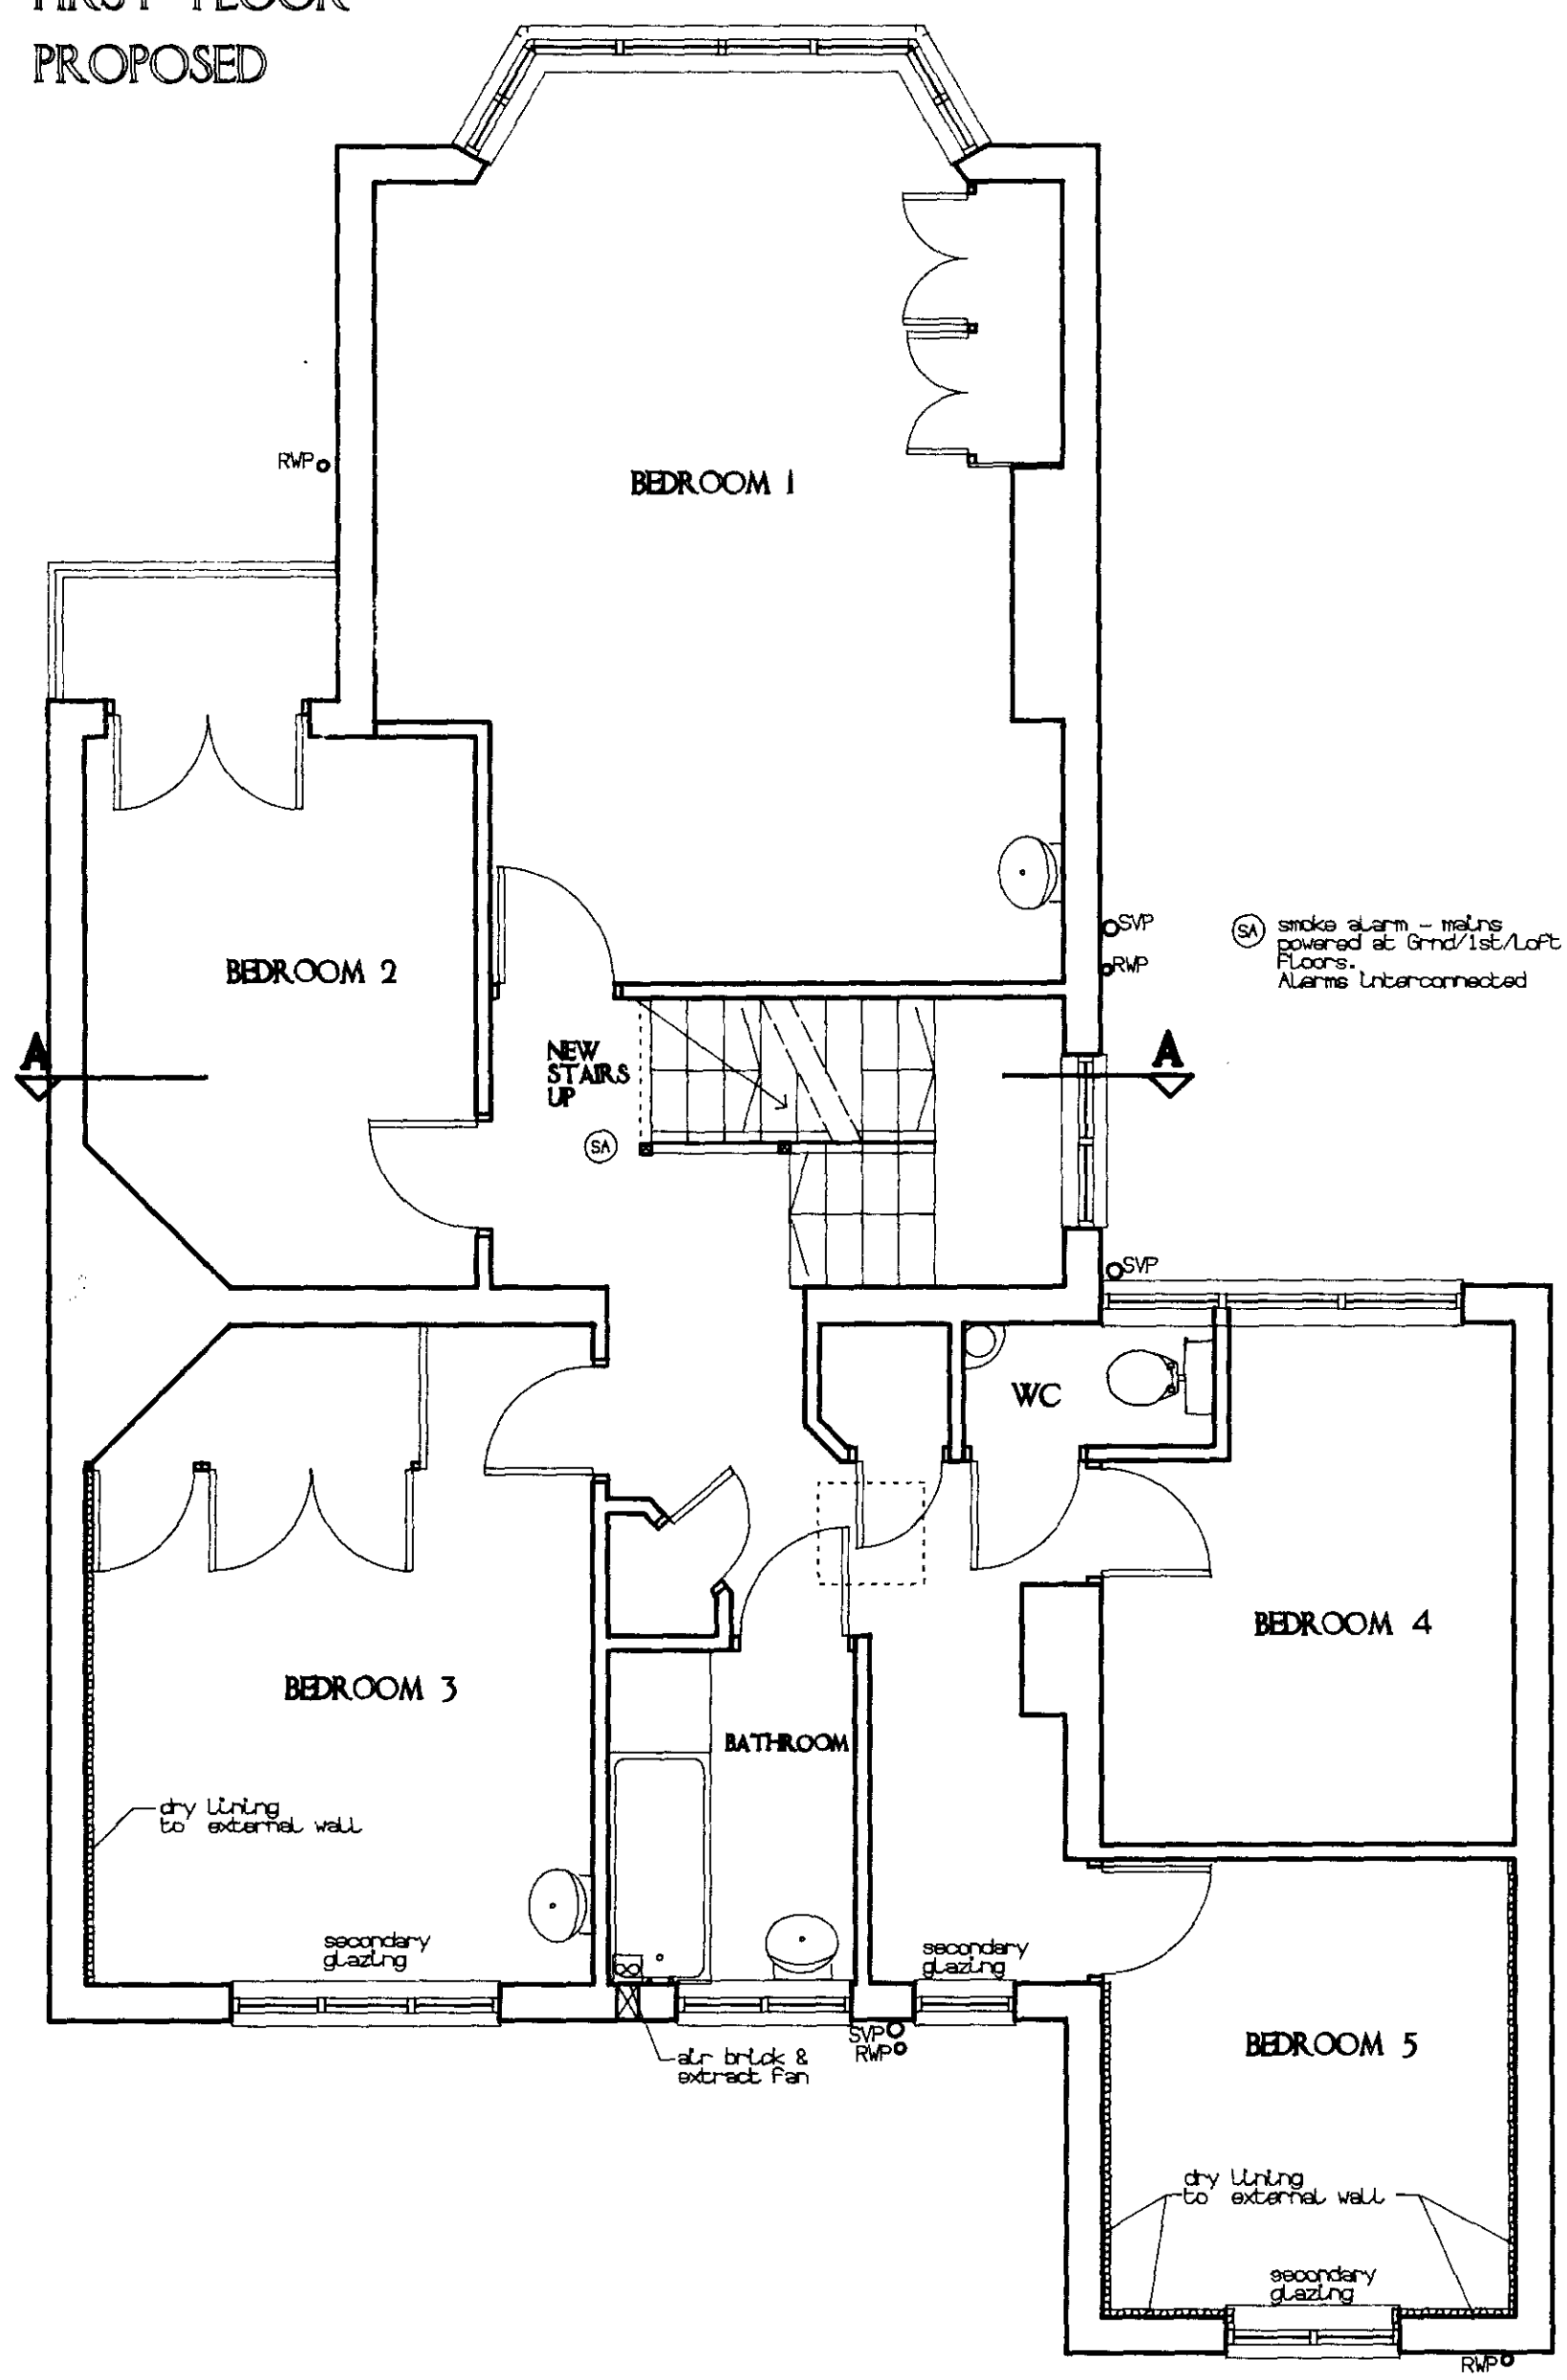 FIRST FLOOR
PROPOSED
RWP
BEDROOM 1
SVP
RWP
SA
smoke alarm - mains
powered at Grnd/1st/Loft
Floors.
Alarms interconnected
BEDROOM 2
A
NEW
STAIRS
UP
A
SA
SVP
WC
BEDROOM 4
BEDROOM 3
BATHROOM
dry lining
to external wall
secondary
glazing
secondary
glazing
SVP
RWP
air brick &
extract fan
BEDROOM 5
dry lining
to external wall
secondary
glazing
RWP